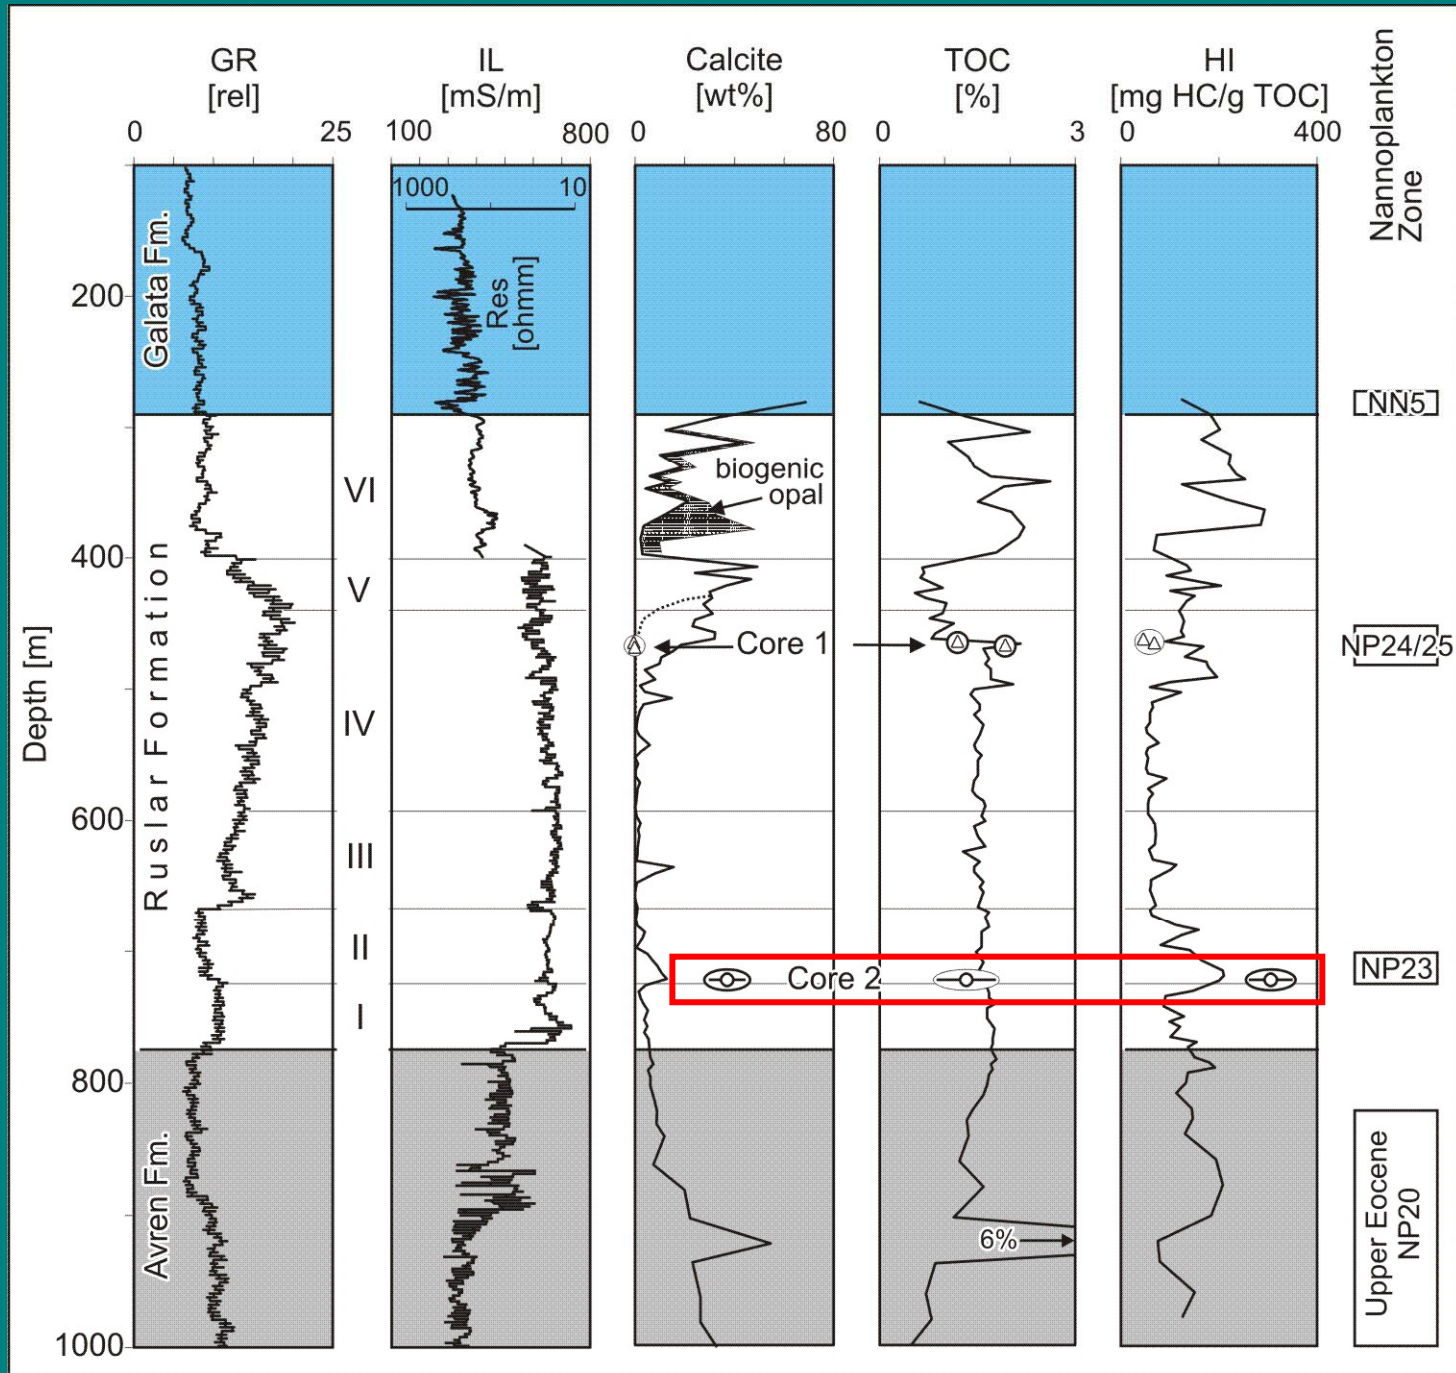 GR
[rel]
0 25
IL
[mS/m]
100 800
Calcite
[wt%]
0 80
TOC
[%]
0 3
HI
[mg HC/g TOC]
0 400
Nannoplankton
Zone
1000 10
Res
[ohmm]
Galata Fm.
200
NN5
VI
biogenic
opal
400
V
Ruslar Formation
Depth [m]
Core 1
NP24/25
IV
600
III
II
Core 2
NP23
I
800
Avren Fm.
6%
Upper Eocene
NP20
1000